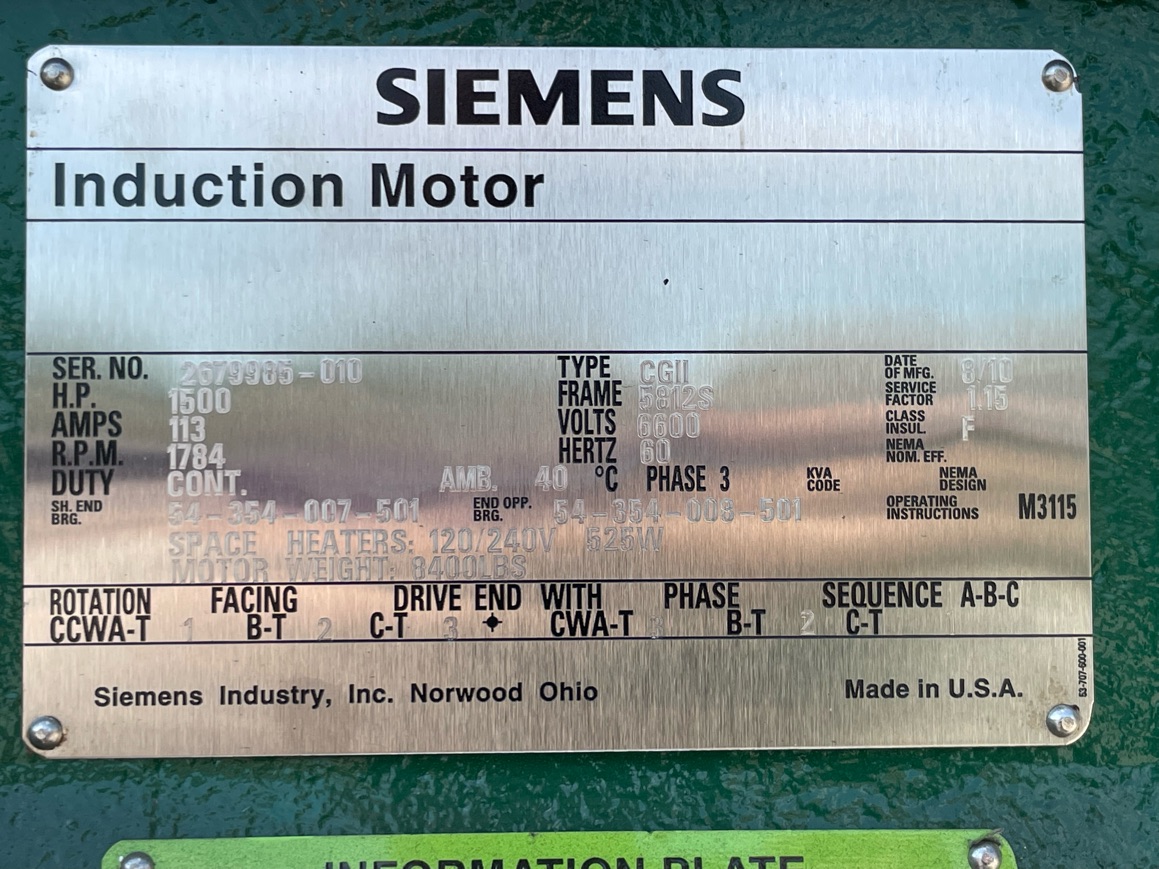 SIEMENS
Induction Motor
SER. NO. 2679965-010 TYPE CGII DATE OF MFG. 8/10
H.P. 1500 FRAME 5812S SERVICE FACTOR 1.15
AMPS 113 VOLTS 6600 CLASS INSUL. F
R.P.M. 1784 HERTZ 60 NEMA NOM. EFF.
DUTY CONT. AMB. 40 °C PHASE 3 KVA CODE NEMA DESIGN
SH. END BRG. 54-354-007-501 END OPP. BRG. 54-354-009-501 OPERATING INSTRUCTIONS M3115
SPACE HEATERS: 120/240V 525W
MOTOR WEIGHT: 8400LBS
ROTATION FACING DRIVE END WITH PHASE SEQUENCE A-B-C
CCWA-T 1 B-T 2 C-T 3 CWA-T B-T 2 C-T
53-707-600-001
Siemens Industry, Inc. Norwood Ohio Made in U.S.A.
INFORMATION PLATE